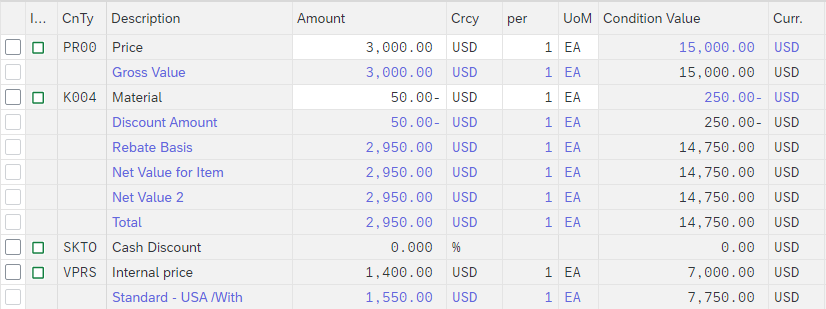 I... CnTy Description Amount Crcy per UoM Condition Value Curr.
PR00 Price 3,000.00 USD 1 EA 15,000.00 USD
Gross Value 3,000.00 USD 1 EA 15,000.00 USD
K004 Material 50.00- USD 1 EA 250.00- USD
Discount Amount 50.00- USD 1 EA 250.00- USD
Rebate Basis 2,950.00 USD 1 EA 14,750.00 USD
Net Value for Item 2,950.00 USD 1 EA 14,750.00 USD
Net Value 2 2,950.00 USD 1 EA 14,750.00 USD
Total 2,950.00 USD 1 EA 14,750.00 USD
SKTO Cash Discount 0.000 % 0.00 USD
VPRS Internal price 1,400.00 USD 1 EA 7,000.00 USD
Standard - USA /With 1,550.00 USD 1 EA 7,750.00 USD